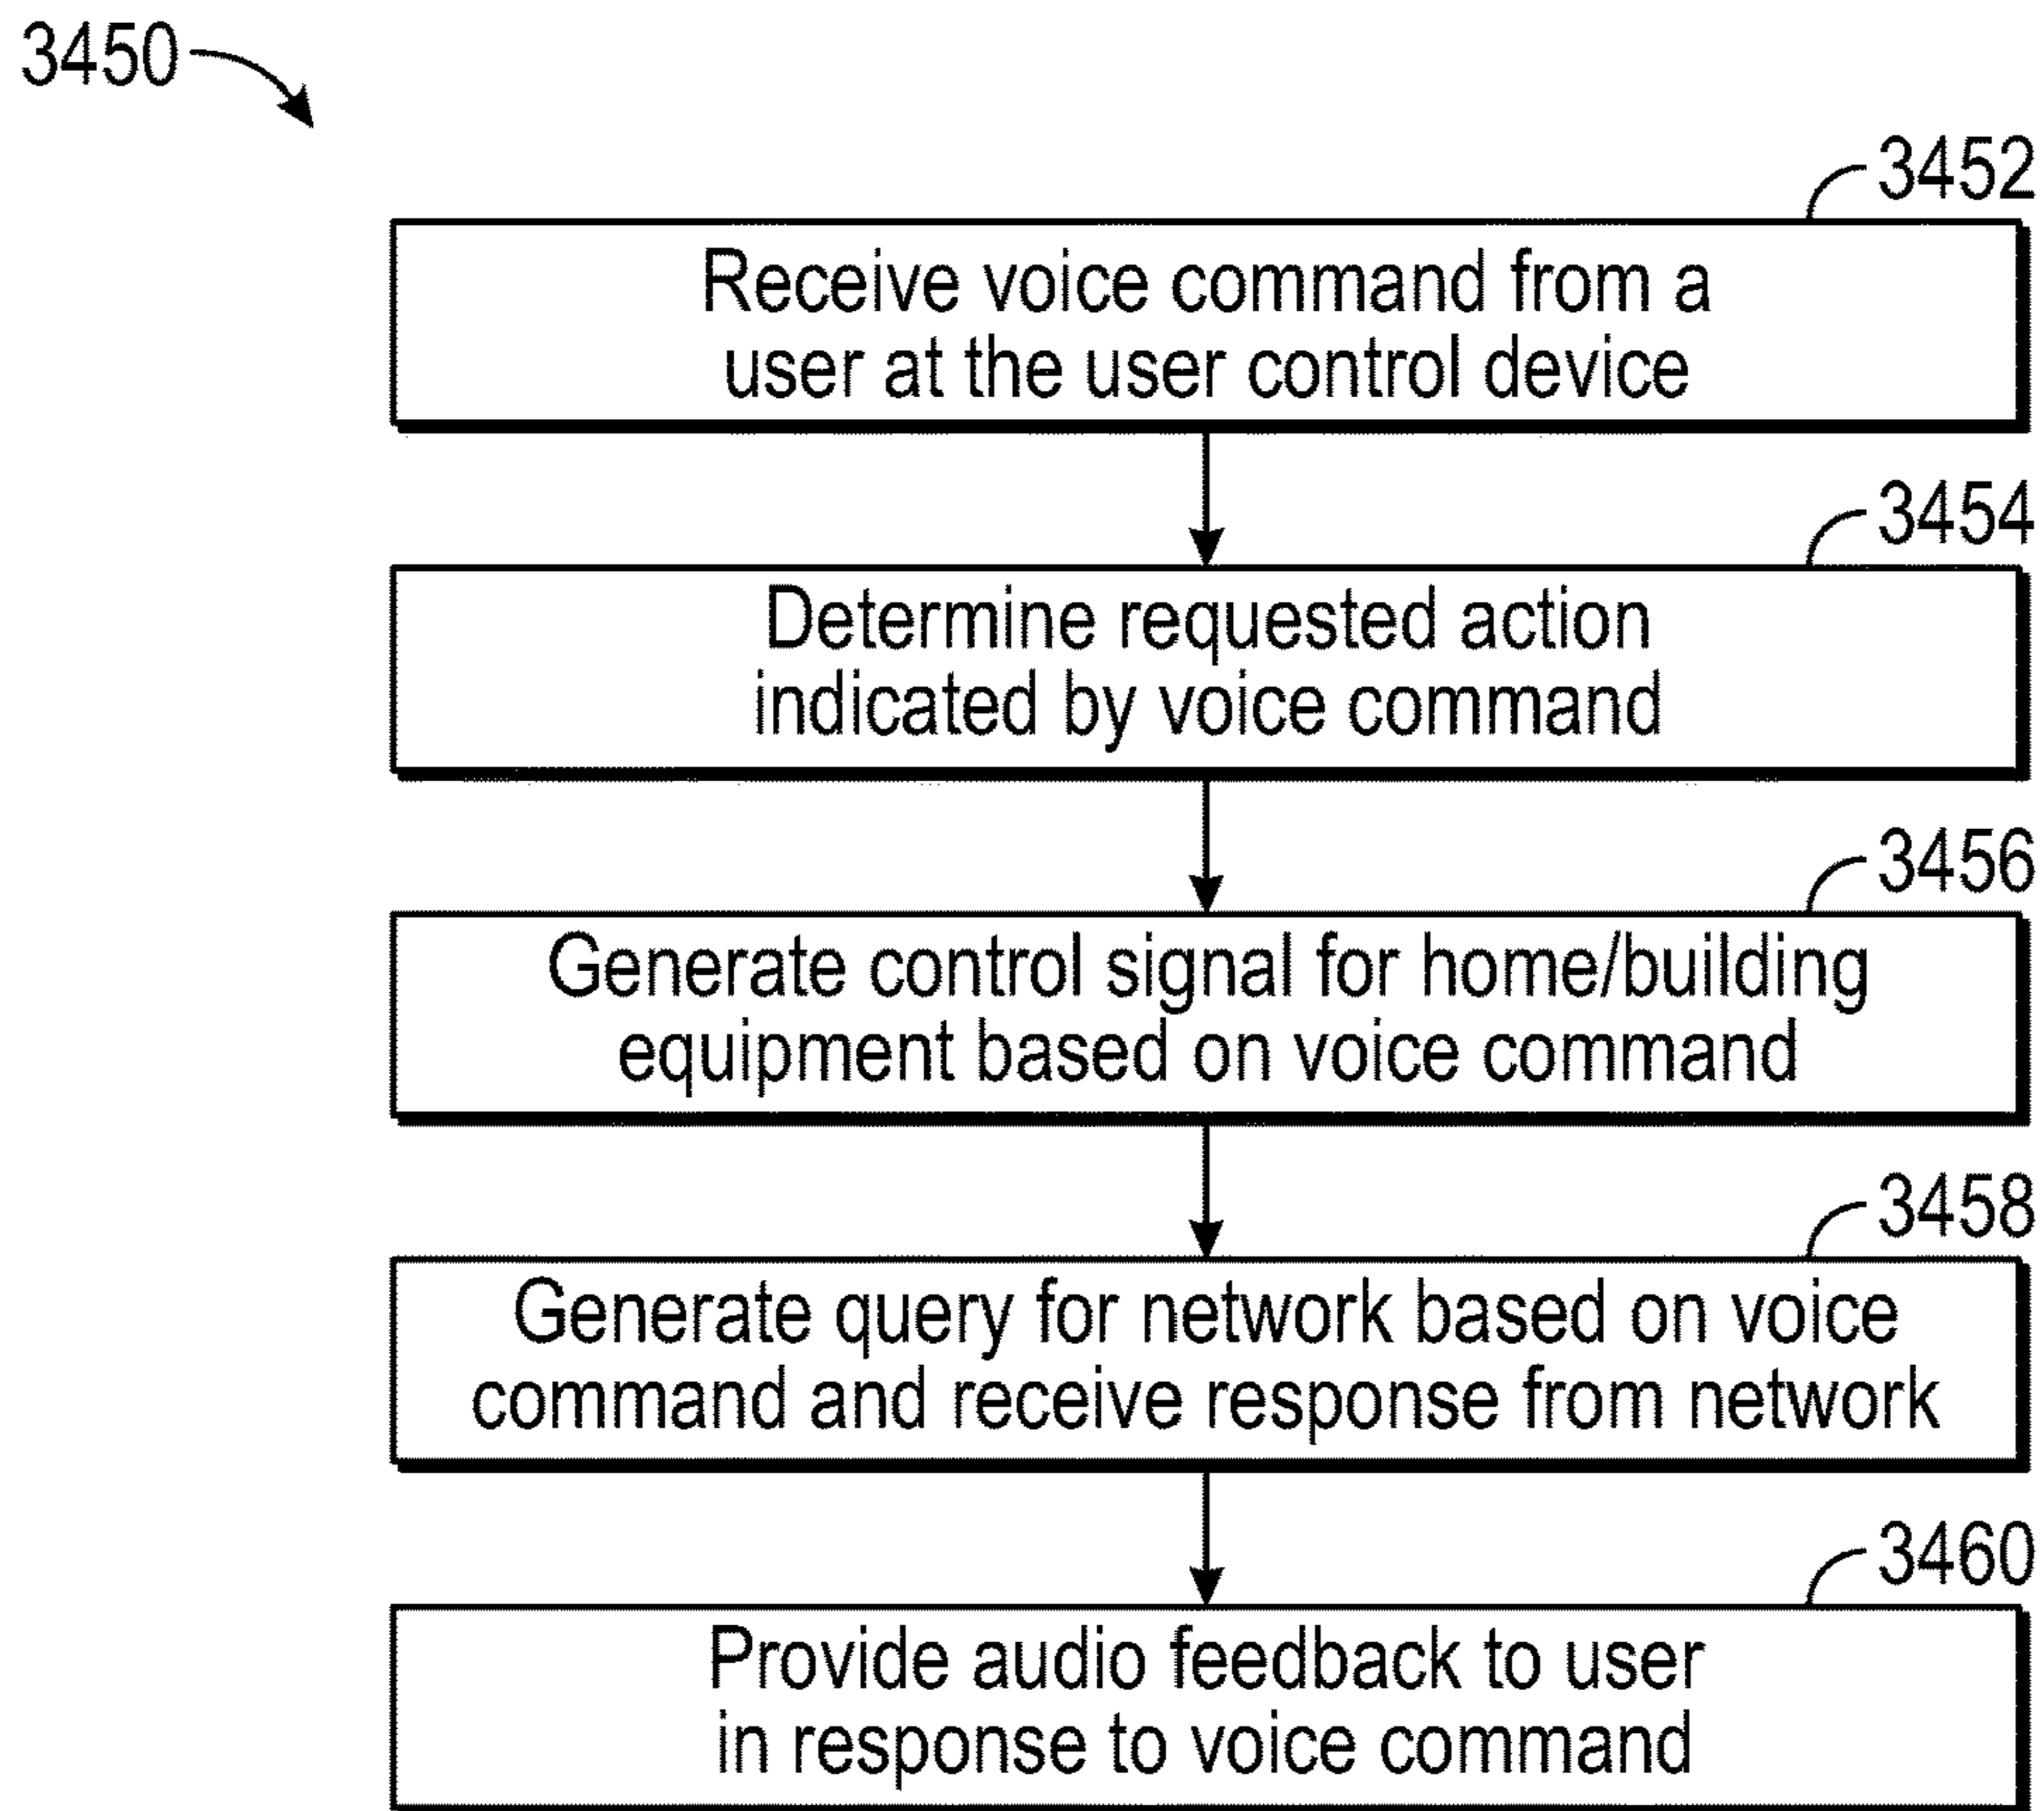 3450
3452
Receive voice command from a
user at the user control device
3454
Determine requested action
indicated by voice command
3456
Generate control signal for home/building
equipment based on voice command
3458
Generate query for network based on voice
command and receive response from network
3460
Provide audio feedback to user
in response to voice command